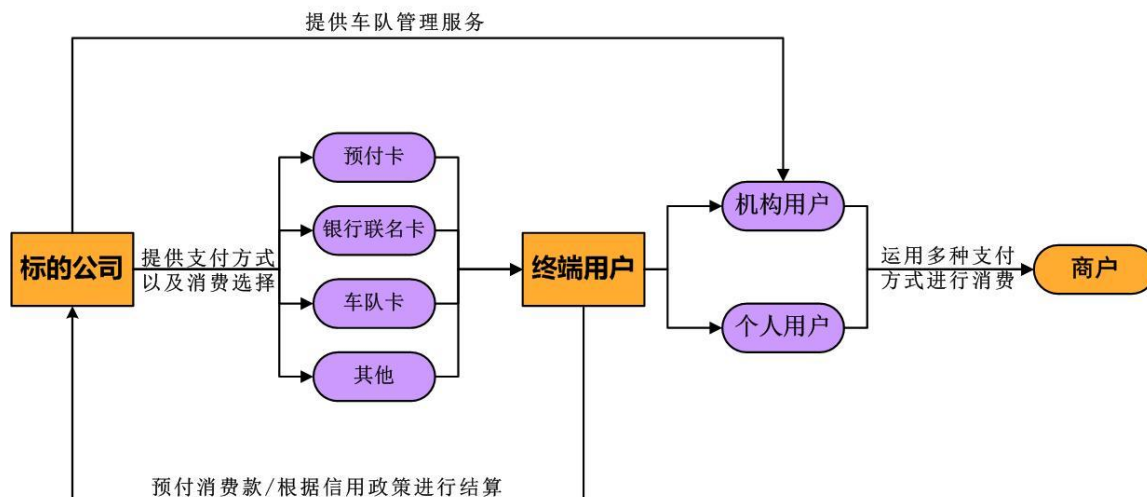 提供车队管理服务
预付卡
银行联名卡
车队卡
其他
标的公司
提供支付方式
以及消费选择
终端用户
机构用户
个人用户
运用多种支付
方式进行消费
商户
预付消费款/根据信用政策进行结算